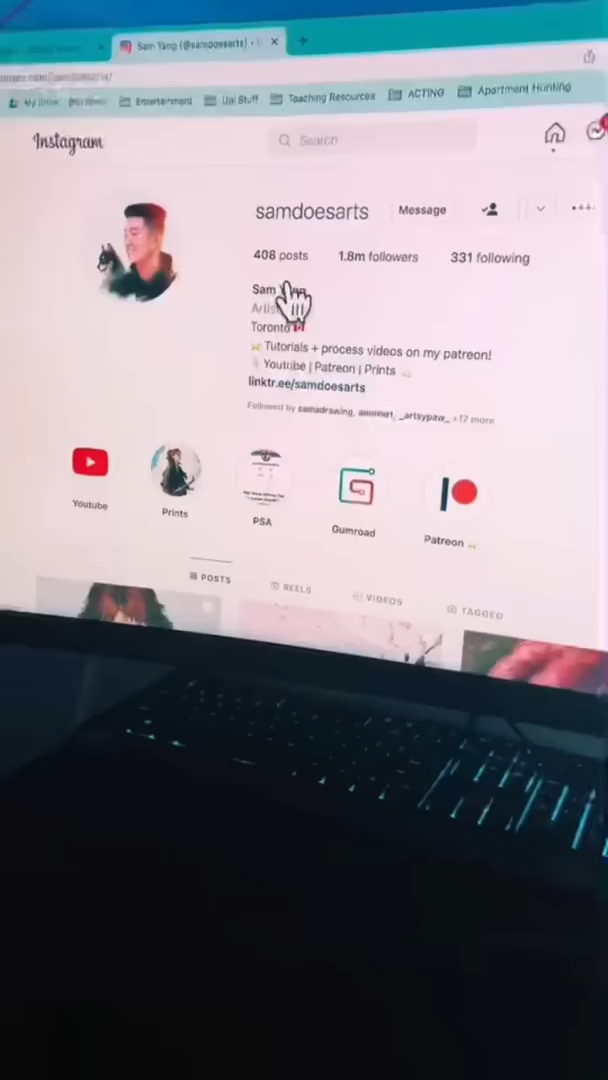 Sam Yang (@samdoesarts) • I
Entertainment
Uni Stuff
Teaching Resources
ACTING
Apartment Hunting
Instagram
Search
samdoesarts
Message
408 posts
1.8m followers
331 following
Sam
Toronto
Tutorials + process videos on my patreon!
Youtube | Patreon | Prints
linktr.ee/samdoesarts
Followed by samadrawing, _artsypaw_ +17 more
Youtube
Prints
PSA
Gumroad
Patreon
POSTS
REELS
VIDEOS
TAGGED